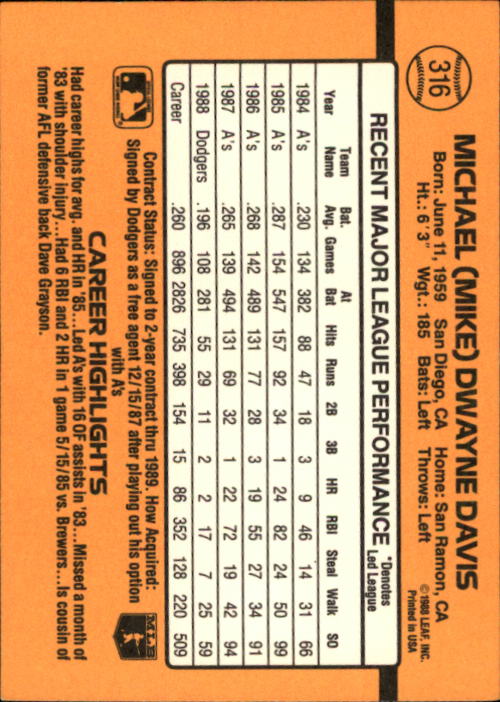 316
MICHAEL (MIKE) DWAYNE DAVIS
Born: June 11, 1959 San Diego, CA Home: San Ramon, CA
Ht.: 6'3" Wgt.: 185 Bats: Left Throws: Left
©1988 LEAF, INC.
Printed in USA
RECENT MAJOR LEAGUE PERFORMANCE
*Denotes
Led League
Year Team Name Bat. Avg. Games At Bat Hits Runs 2B 3B HR RBI Steal Walk SO
1984 A's .230 134 382 88 47 18 3 9 46 14 31 66
1985 A's .287 154 547 157 92 34 1 24 82 24 50 99
1986 A's .268 142 489 131 77 28 3 19 55 27 34 91
1987 A's .265 139 494 131 69 32 1 22 72 19 42 94
1988 Dodgers .196 108 281 55 29 11 2 2 17 7 25 59
Career .260 896 2826 735 398 154 15 86 352 128 220 509
Contract Status: Signed to 2-year contract thru 1999. How Acquired:
Signed by Dodgers as a free agent 12/15/87 after playing out his option
with A's
MLB
CAREER HIGHLIGHTS
Had career highs for avg. and HR in '85...Led A's with 16 OF assists in '83...Missed a month of
'83 with shoulder injury...Had 6 RBI and 2 HR in 1 game 5/15/85 vs. Brewers...Is cousin of
former AFL defensive back Dave Grayson.